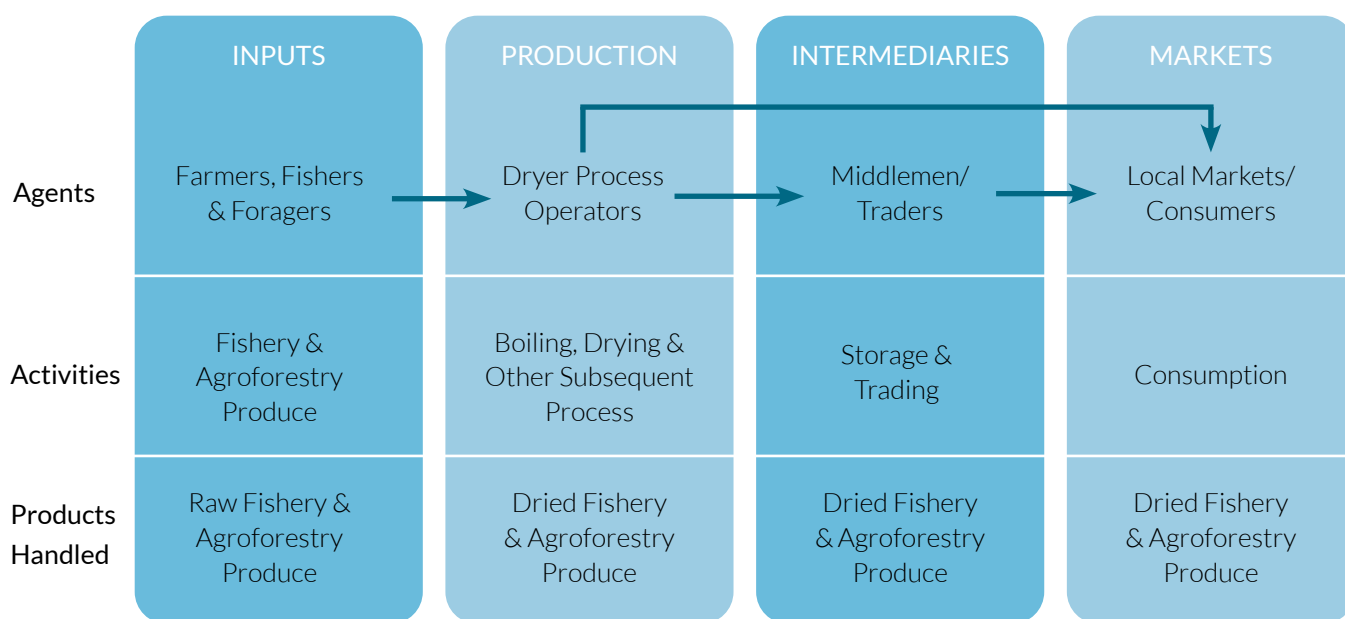 INPUTS
PRODUCTION
INTERMEDIARIES
MARKETS
Agents
Farmers, Fishers
& Foragers
Dryer Process
Operators
Middlemen/
Traders
Local Markets/
Consumers
Activities
Fishery &
Agroforestry
Produce
Boiling, Drying &
Other Subsequent
Process
Storage &
Trading
Consumption
Products
Handled
Raw Fishery &
Agroforestry
Produce
Dried Fishery
& Agroforestry
Produce
Dried Fishery
& Agroforestry
Produce
Dried Fishery
& Agroforestry
Produce